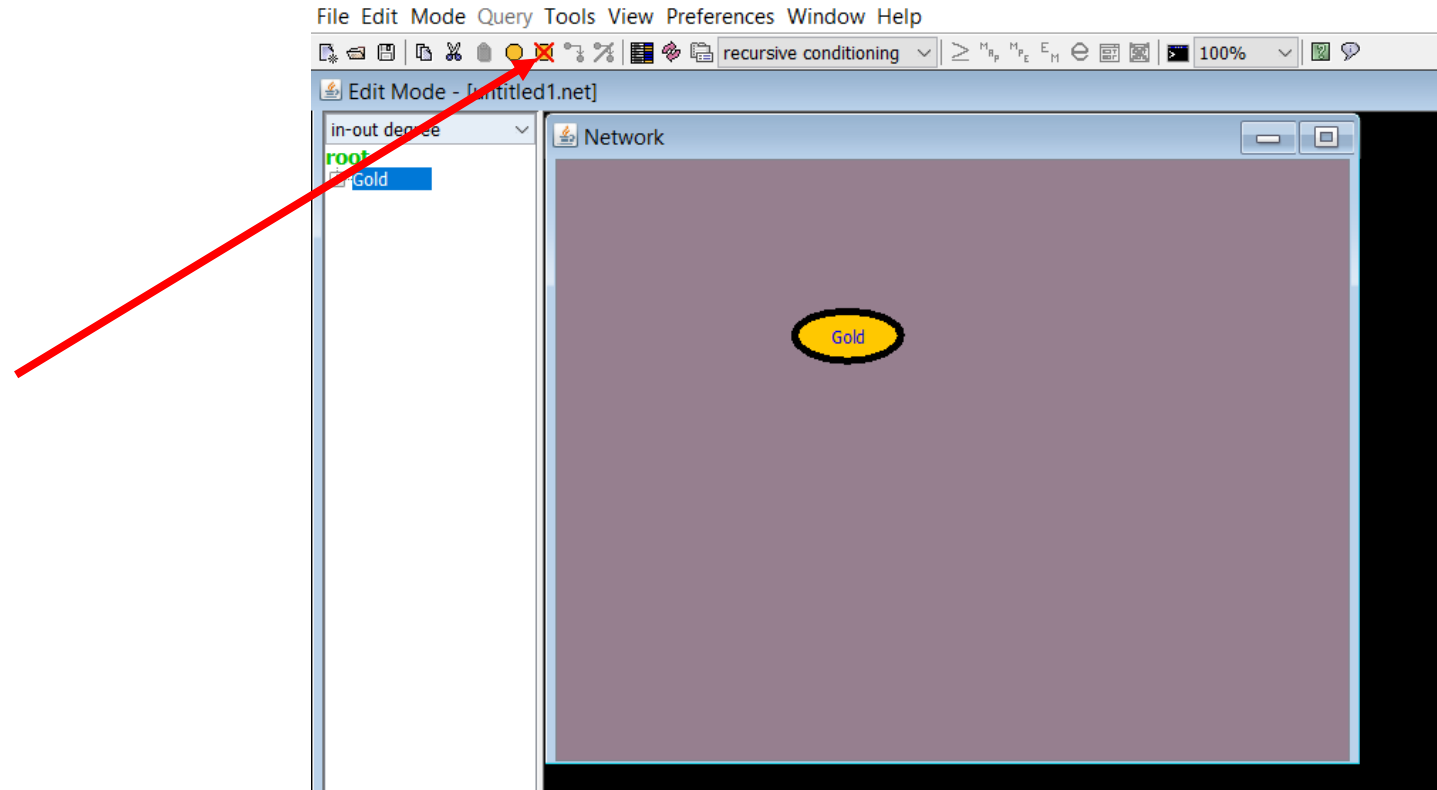 File Edit Mode Query Tools View Preferences Window Help
recursive conditioning 100%
Edit Mode - [untitled1.net]
in-out degree
Network
root
Gold
Gold